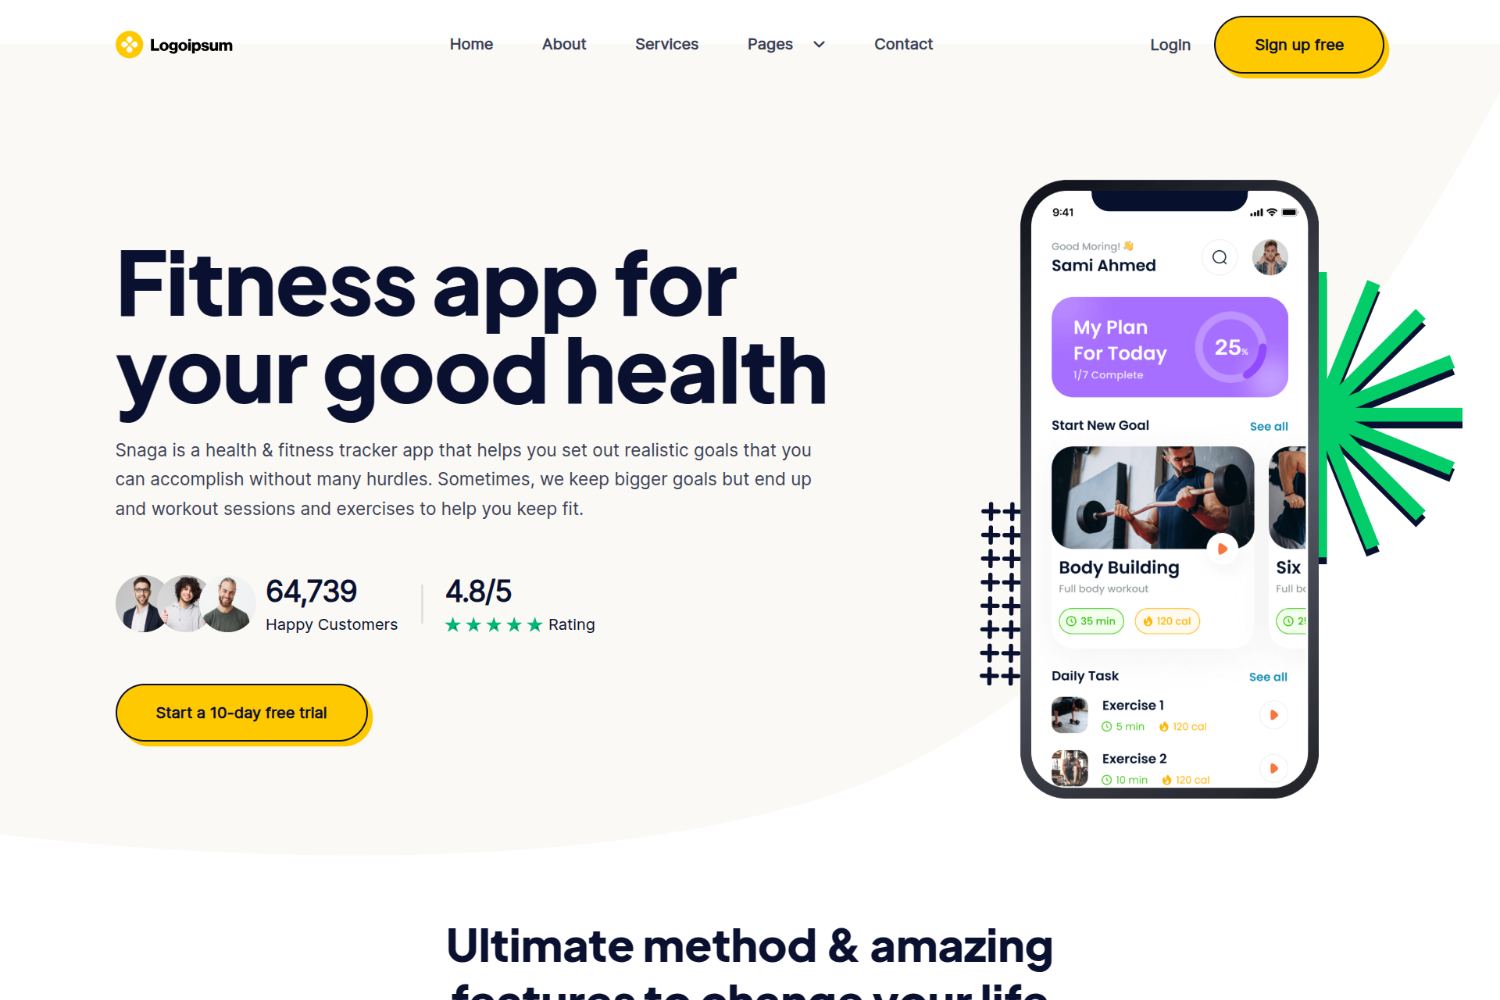 Logoipsum
Home
About
Services
Pages
Contact
Login
Sign up free
Fitness app for
your good health
Snaga is a health & fitness tracker app that helps you set out realistic goals that you
can accomplish without many hurdles. Sometimes, we keep bigger goals but end up
and workout sessions and exercises to help you keep fit.
64,739
Happy Customers
4.8/5
Rating
Start a 10-day free trial
9:41
Good Moring! 👋
Sami Ahmed
My Plan
For Today
1/7 Complete
25%
Start New Goal
See all
Body Building
Full body workout
35 min
120 cal
Six
Full
Daily Task
See all
Exercise 1
5 min
120 cal
Exercise 2
10 min
120 cal
Ultimate method & amazing
features to change your life